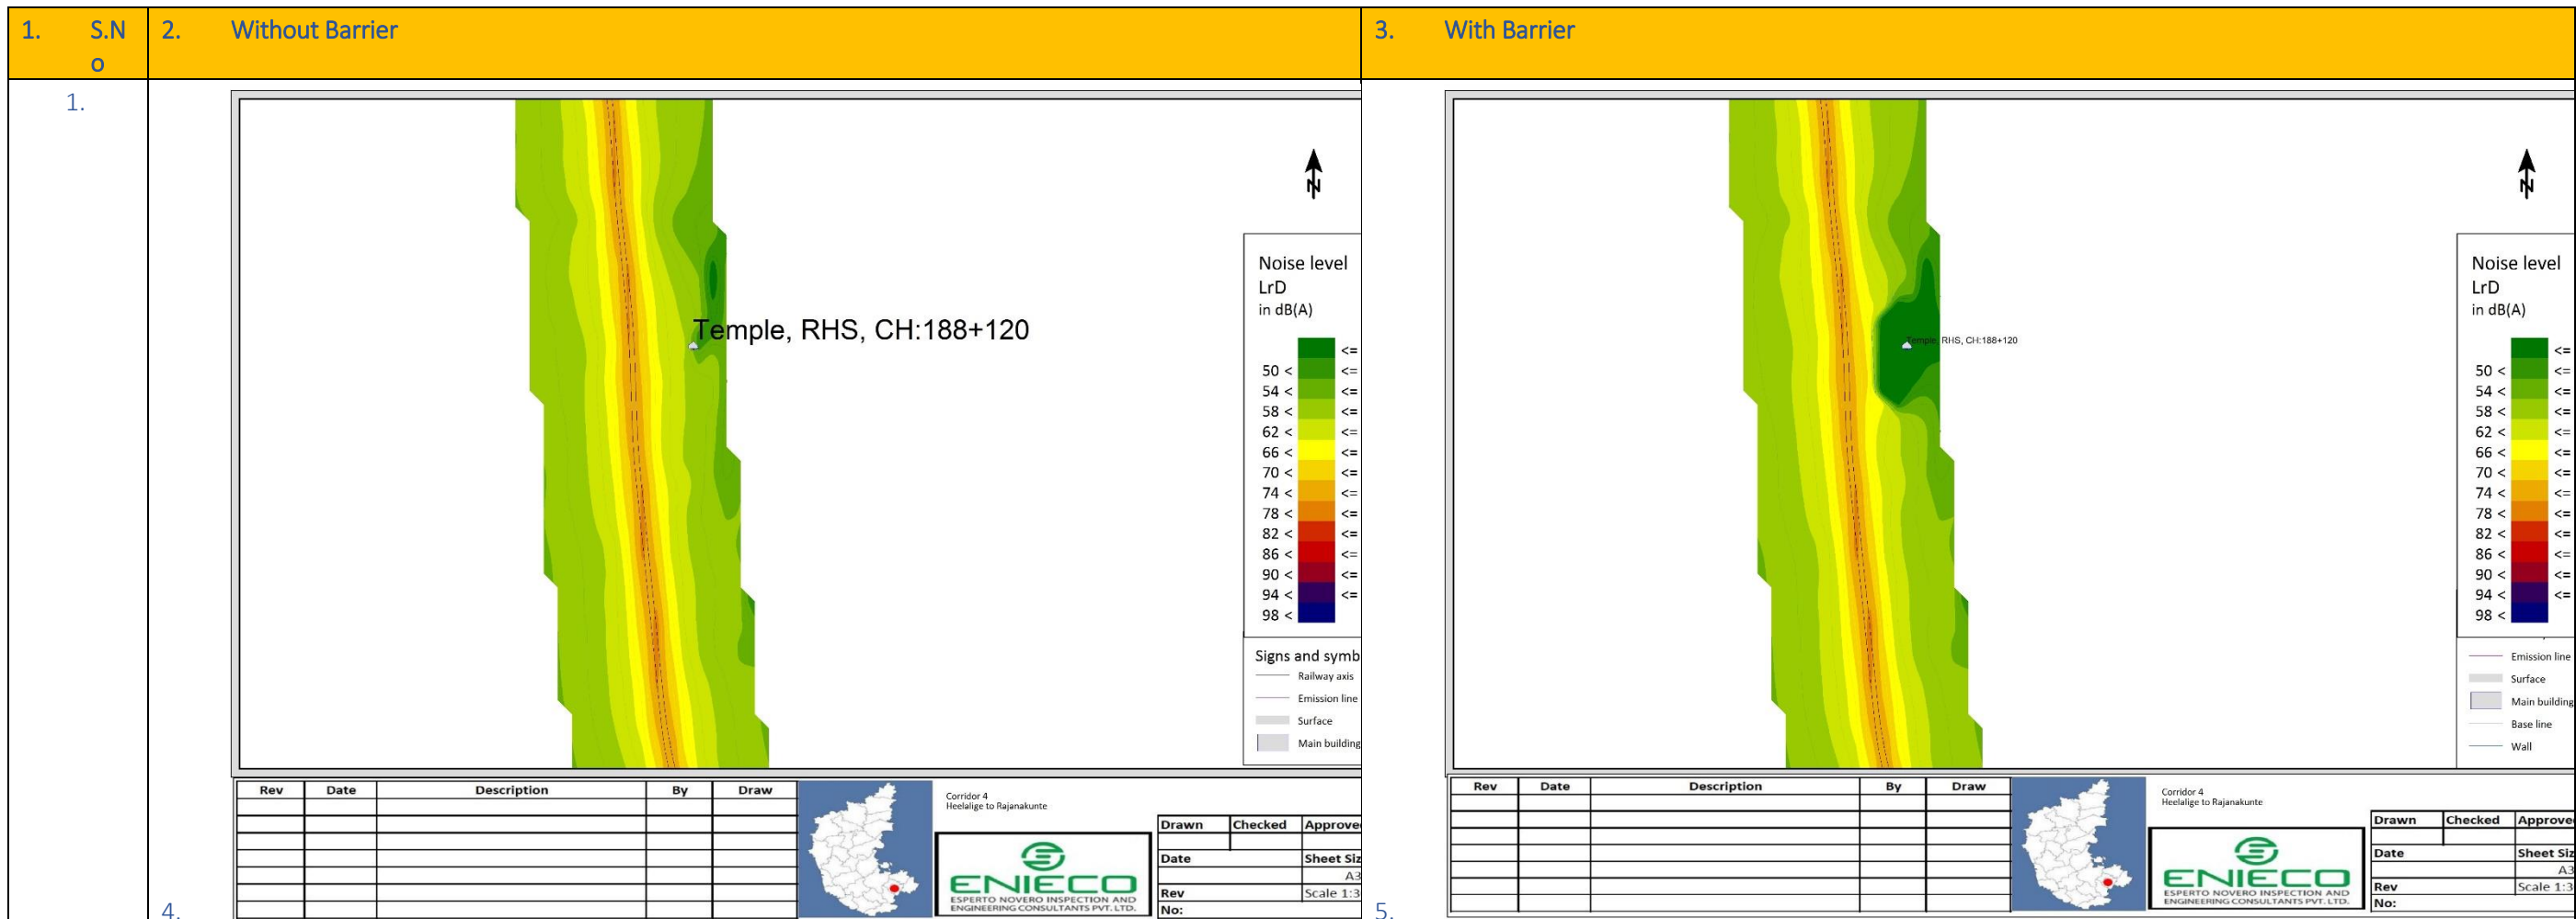 1. S.N
o
2. Without Barrier
3. With Barrier
1.
N
Temple, RHS, CH:188+120
Noise level
LrD
in dB(A)
<=
50 < <=
54 < <=
58 < <=
62 < <=
66 < <=
70 < <=
74 < <=
78 < <=
82 < <=
86 < <=
90 < <=
94 < <=
98 <
Signs and symb
Railway axis
Emission line
Surface
Main building
Rev Date Description By Draw
Corridor 4
Heelalige to Rajanakunte
ENIECO
ESPERTO NOVERO INSPECTION AND
ENGINEERING CONSULTANTS PVT. LTD.
Drawn Checked Approve
Date Sheet Siz
A3
Rev Scale 1:3
No:
4.
N
Temple, RHS, CH:188+120
Noise level
LrD
in dB(A)
<=
50 < <=
54 < <=
58 < <=
62 < <=
66 < <=
70 < <=
74 < <=
78 < <=
82 < <=
86 < <=
90 < <=
94 < <=
98 <
Emission line
Surface
Main building
Base line
Wall
Rev Date Description By Draw
Corridor 4
Heelalige to Rajanakunte
ENIECO
ESPERTO NOVERO INSPECTION AND
ENGINEERING CONSULTANTS PVT. LTD.
Drawn Checked Approve
Date Sheet Siz
A3
Rev Scale 1:3
No:
5.